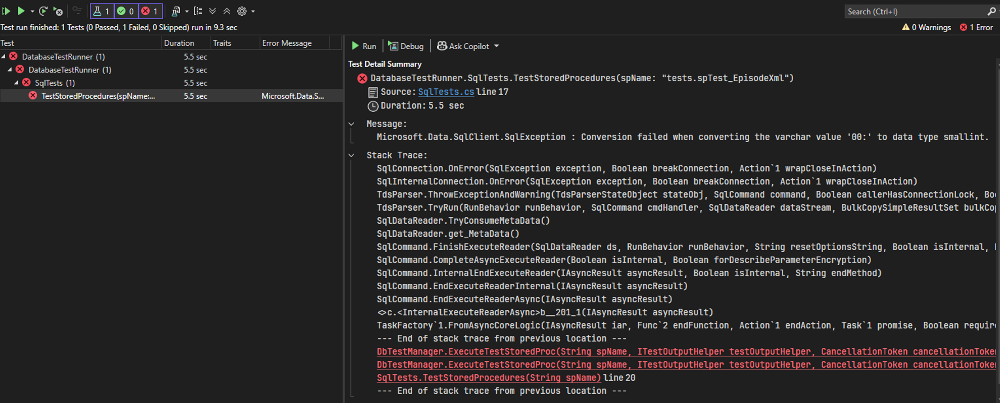 1 0 1
Search (Ctrl+I)
Test run finished: 1 Tests (0 Passed, 1 Failed, 0 Skipped) run in 9.3 sec
0 Warnings 1 Error
Test Duration Traits Error Message
DatabaseTestRunner (1) 5.5 sec
DatabaseTestRunner (1) 5.5 sec
SqlTests (1) 5.5 sec
TestStoredProcedures(spName:... 5.5 sec Microsoft.Data.S...
Run Debug Ask Copilot
Test Detail Summary
DatabaseTestRunner.SqlTests.TestStoredProcedures(spName: "tests.spTest_EpisodeXml")
Source: SqlTests.cs line 17
Duration: 5.5 sec
Message:
Microsoft.Data.SqlClient.SqlException : Conversion failed when converting the varchar value '00:' to data type smallint.
Stack Trace:
SqlConnection.OnError(SqlException exception, Boolean breakConnection, Action`1 wrapCloseInAction)
SqlInternalConnection.OnError(SqlException exception, Boolean breakConnection, Action`1 wrapCloseInAction)
TdsParser.ThrowExceptionAndWarning(TdsParserStateObject stateObj, SqlCommand command, Boolean callerHasConnectionLock, Boo
TdsParser.TryRun(RunBehavior runBehavior, SqlCommand cmdHandler, SqlDataReader dataStream, BulkCopySimpleResultSet bulkCop
SqlDataReader.TryConsumeMetaData()
SqlDataReader.get_MetaData()
SqlCommand.FinishExecuteReader(SqlDataReader ds, RunBehavior runBehavior, String resetOptionsString, Boolean isInternal,
SqlCommand.CompleteAsyncExecuteReader(Boolean isInternal, Boolean forDescribeParameterEncryption)
SqlCommand.InternalEndExecuteReader(IAsyncResult asyncResult, Boolean isInternal, String endMethod)
SqlCommand.EndExecuteReaderInternal(IAsyncResult asyncResult)
SqlCommand.EndExecuteReaderAsync(IAsyncResult asyncResult)
<>c.<InternalExecuteReaderAsync>b__201_1(IAsyncResult asyncResult)
TaskFactory`1.FromAsyncCoreLogic(IAsyncResult iar, Func`2 endFunction, Action`1 endAction, Task`1 promise, Boolean require
--- End of stack trace from previous location ---
DbTestManager.ExecuteTestStoredProc(String spName, ITestOutputHelper testOutputHelper, CancellationToken cancellationToken
DbTestManager.ExecuteTestStoredProc(String spName, ITestOutputHelper testOutputHelper, CancellationToken cancellationToken
SqlTests.TestStoredProcedures(String spName) line 20
--- End of stack trace from previous location ---